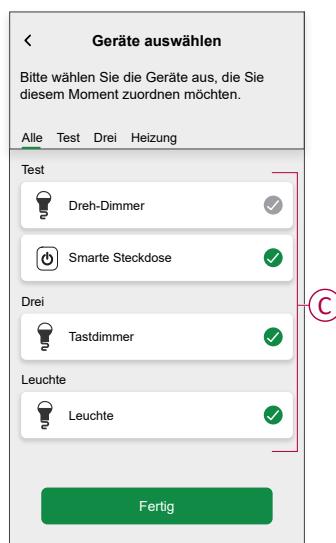 Geräte auswählen
Bitte wählen Sie die Geräte aus, die Sie
diesem Moment zuordnen möchten.
Alle Test Drei Heizung
Test
Dreh-Dimmer
Smarte Steckdose
Drei
Tastdimmer
Leuchte
Leuchte
Fertig
C